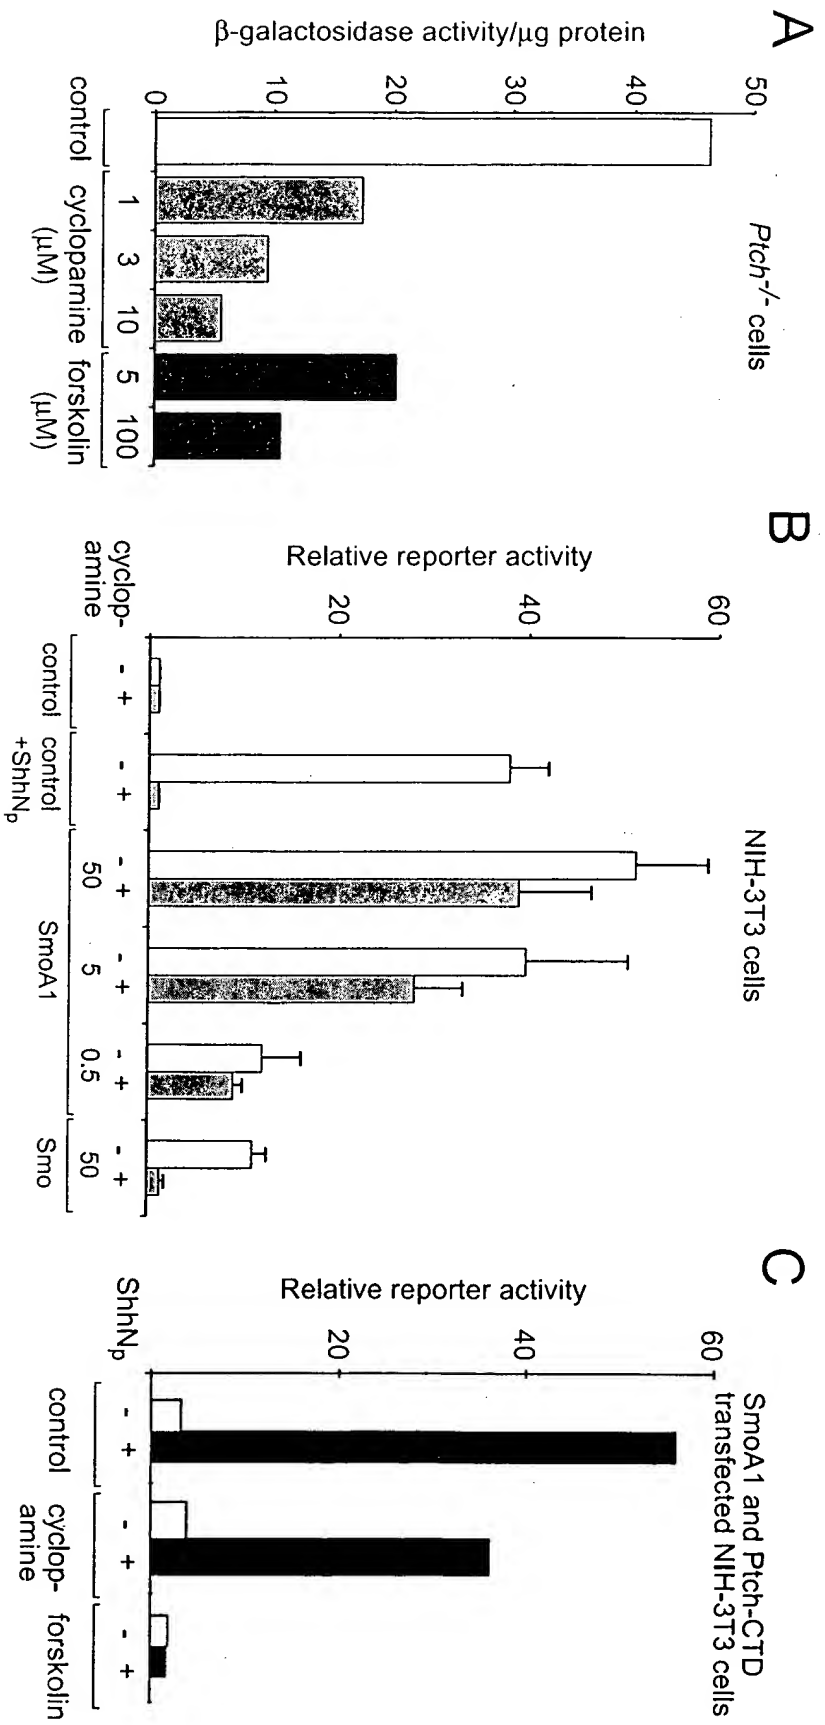 A
Ptch-/- cells
β-galactosidase activity/μg protein
50
40
30
20
10
0
1 3 10 5 100
control cyclopamine forskolin
(μM) (μM)
B
NIH-3T3 cells
Relative reporter activity
60
40
20
cyclop-
amine
- + - + - + - + - + - +
50 5 0.5 50
control control SmoA1 Smo
+ShhNp
C
SmoA1 and Ptch-CTD
transfected NIH-3T3 cells
Relative reporter activity
60
40
20
ShhNp - + - + - +
control cyclop- forskolin
amine